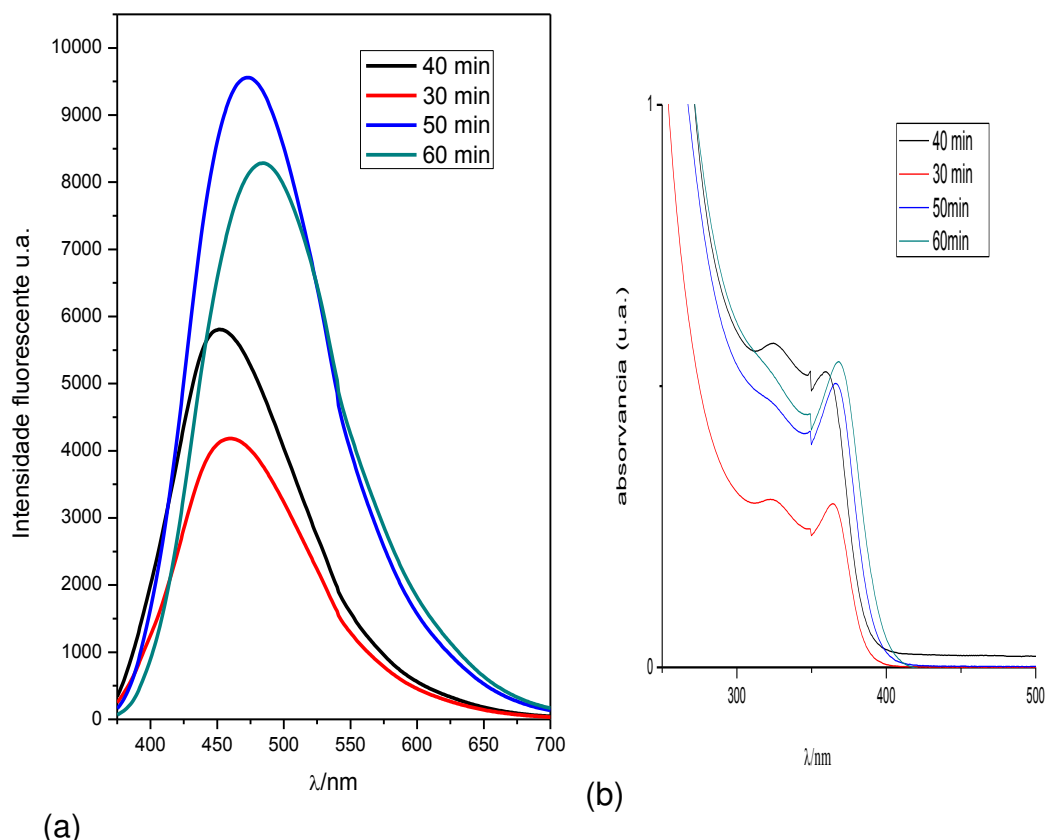 10000
9000
8000
7000
6000
5000
4000
3000
2000
1000
0
Intensidade fluorescente u.a.
40 min
30 min
50 min
60 min
400
450
500
550
600
650
700
λ/nm
(a)
1
0
absorvancia (u.a.)
40 min
30 min
50min
60min
300
400
500
λ/nm
(b)